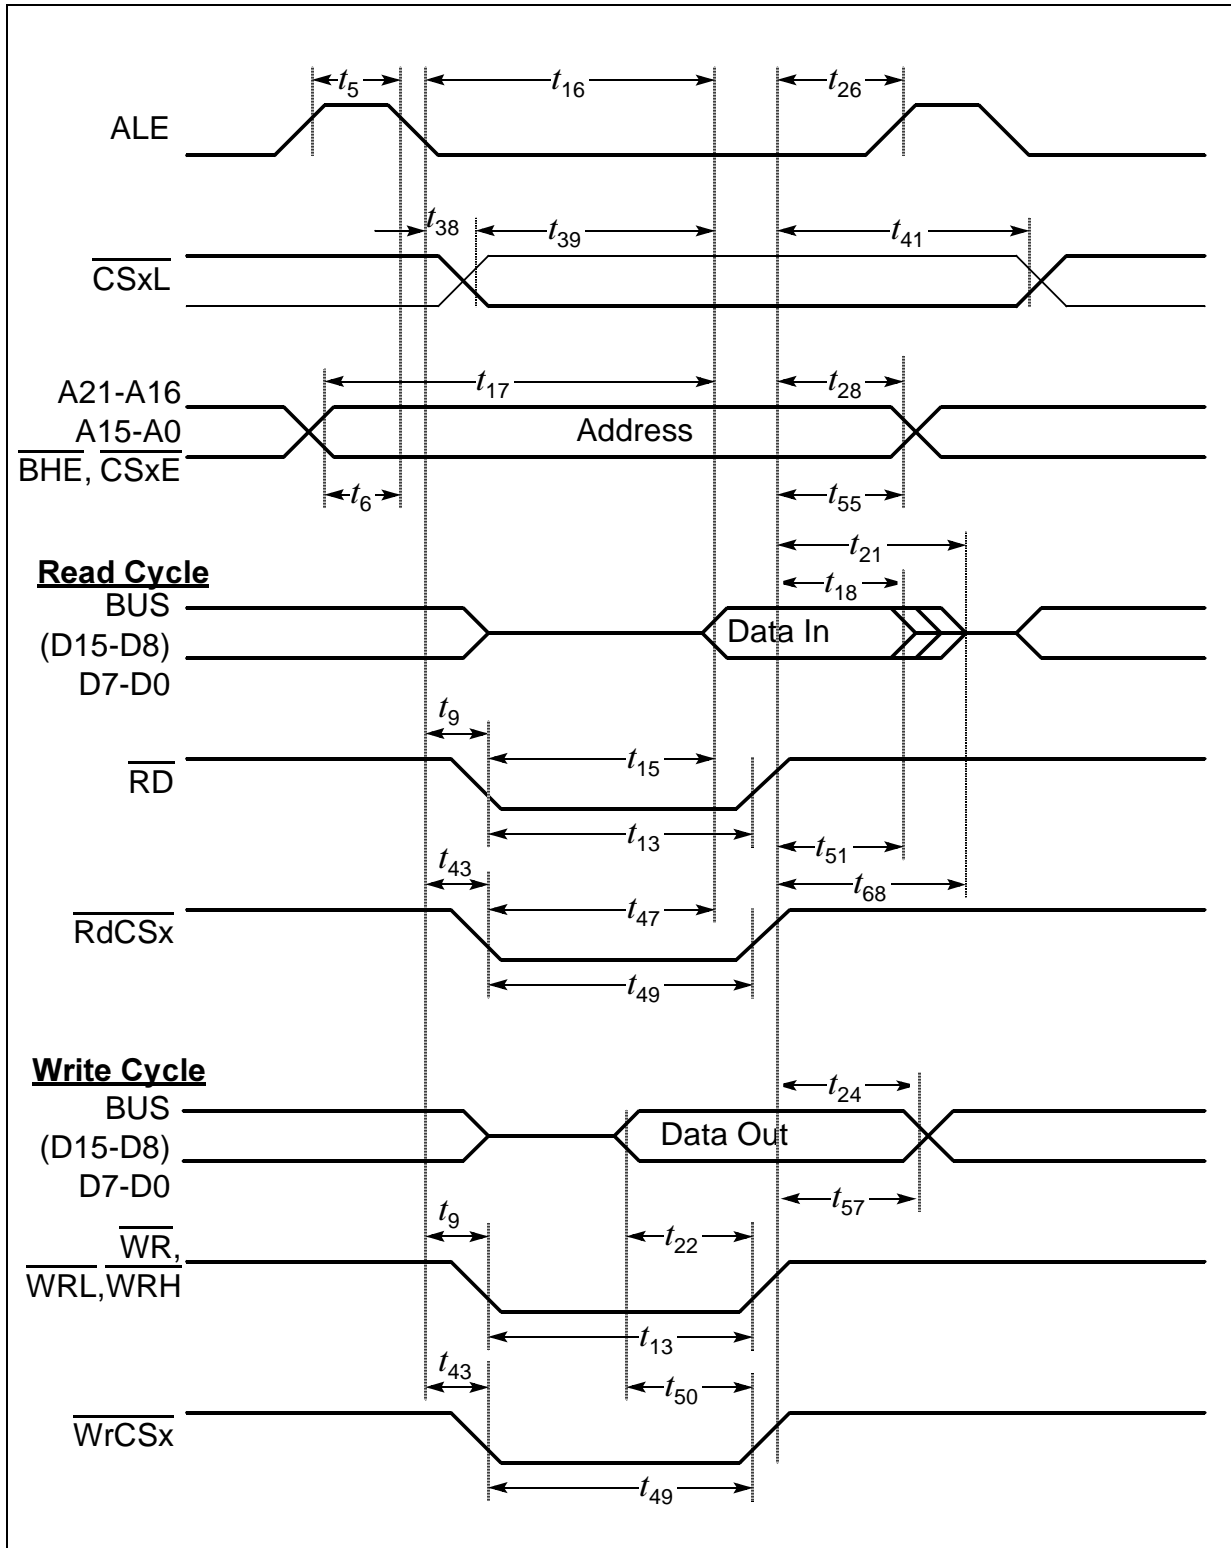 t5 t16 t26
ALE
t38 t39 t41
CSxL
t17 t28
A21-A16
A15-A0
BHE, CSxE
Address
t6 t55
t21
Read Cycle
t18
BUS
(D15-D8)
D7-D0
Data In
t9
t15
RD
t13
t51
t43
t68
t47
RdCSx
t49
Write Cycle
t24
BUS
(D15-D8)
D7-D0
Data Out
t57
t9
t22
WR,
WRL,WRH
t13
t43
t50
WrCSx
t49